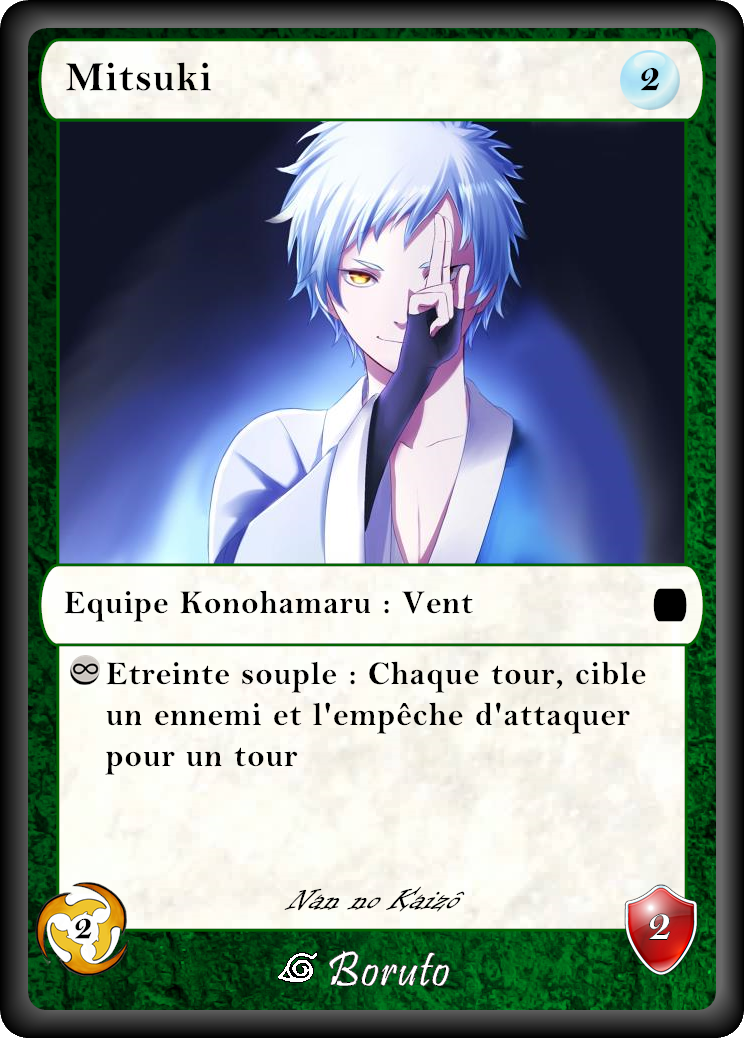 Mitsuki
2
Equipe Konohamaru : Vent
∞ Etreinte souple : Chaque tour, cible
un ennemi et l'empêche d'attaquer
pour un tour
Nan no Kaizô
2
2
Boruto